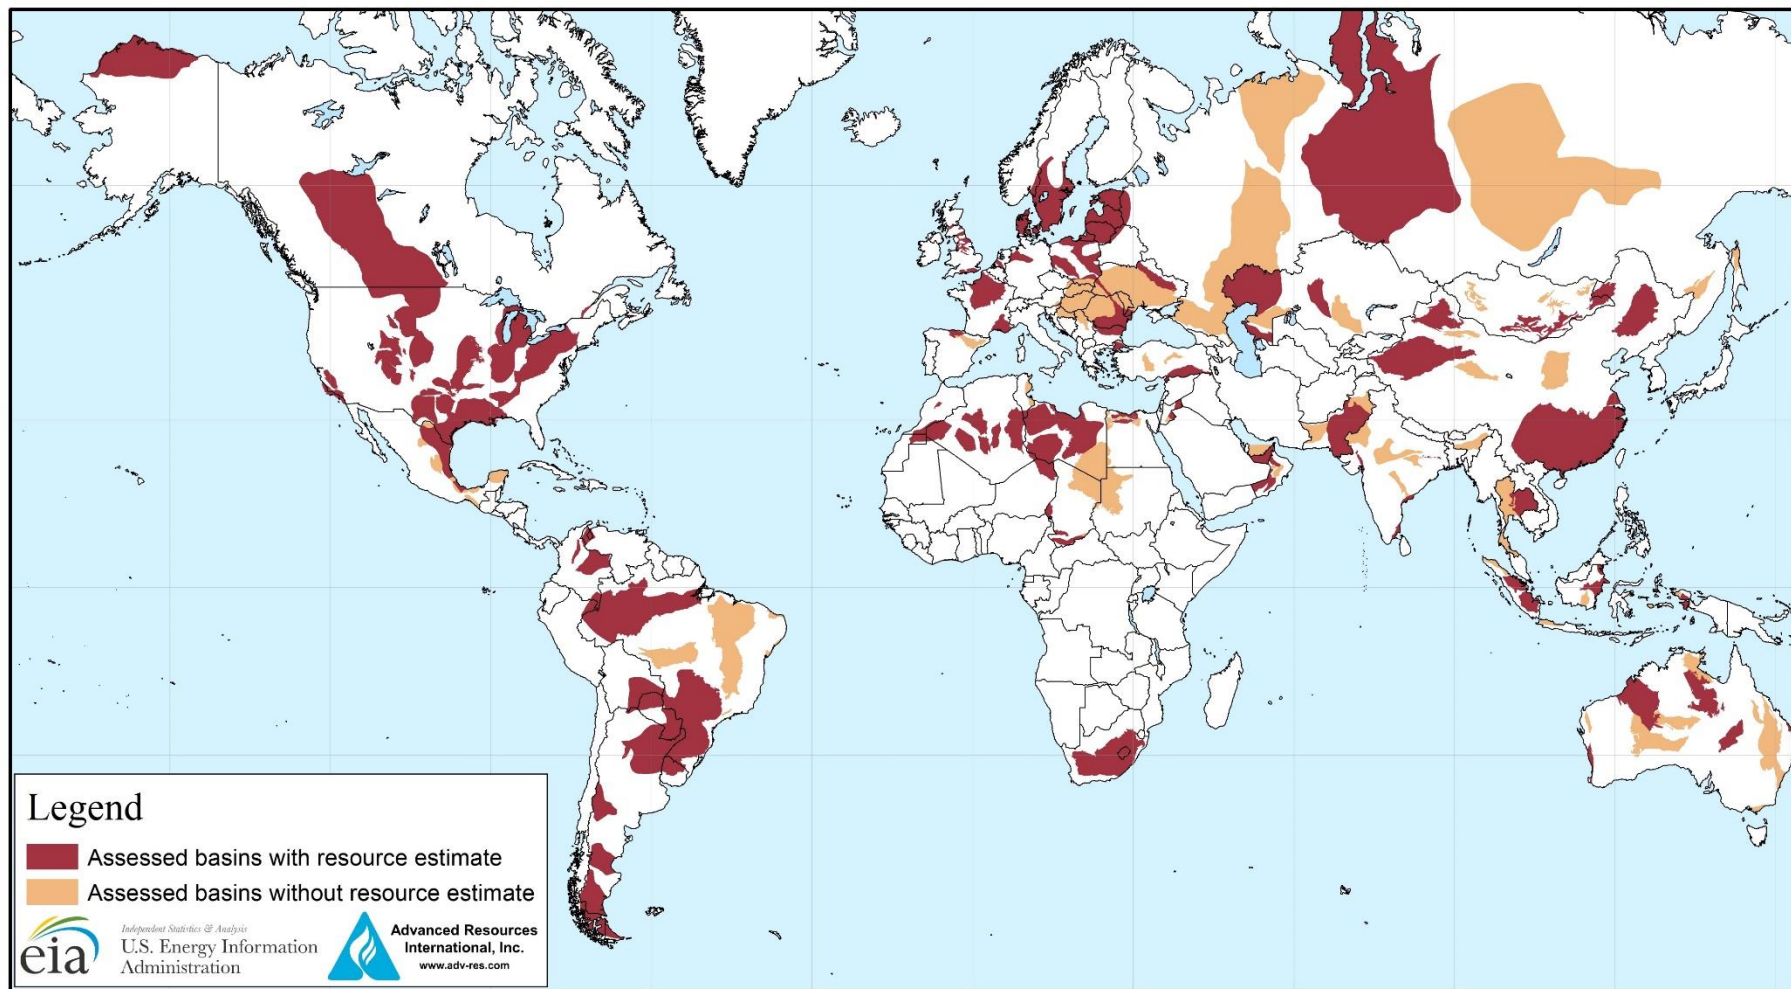 Legend
Assessed basins with resource estimate
Assessed basins without resource estimate
eia
Independent Statistics & Analysis
U.S. Energy Information
Administration
Advanced Resources
International, Inc.
www.adv-res.com